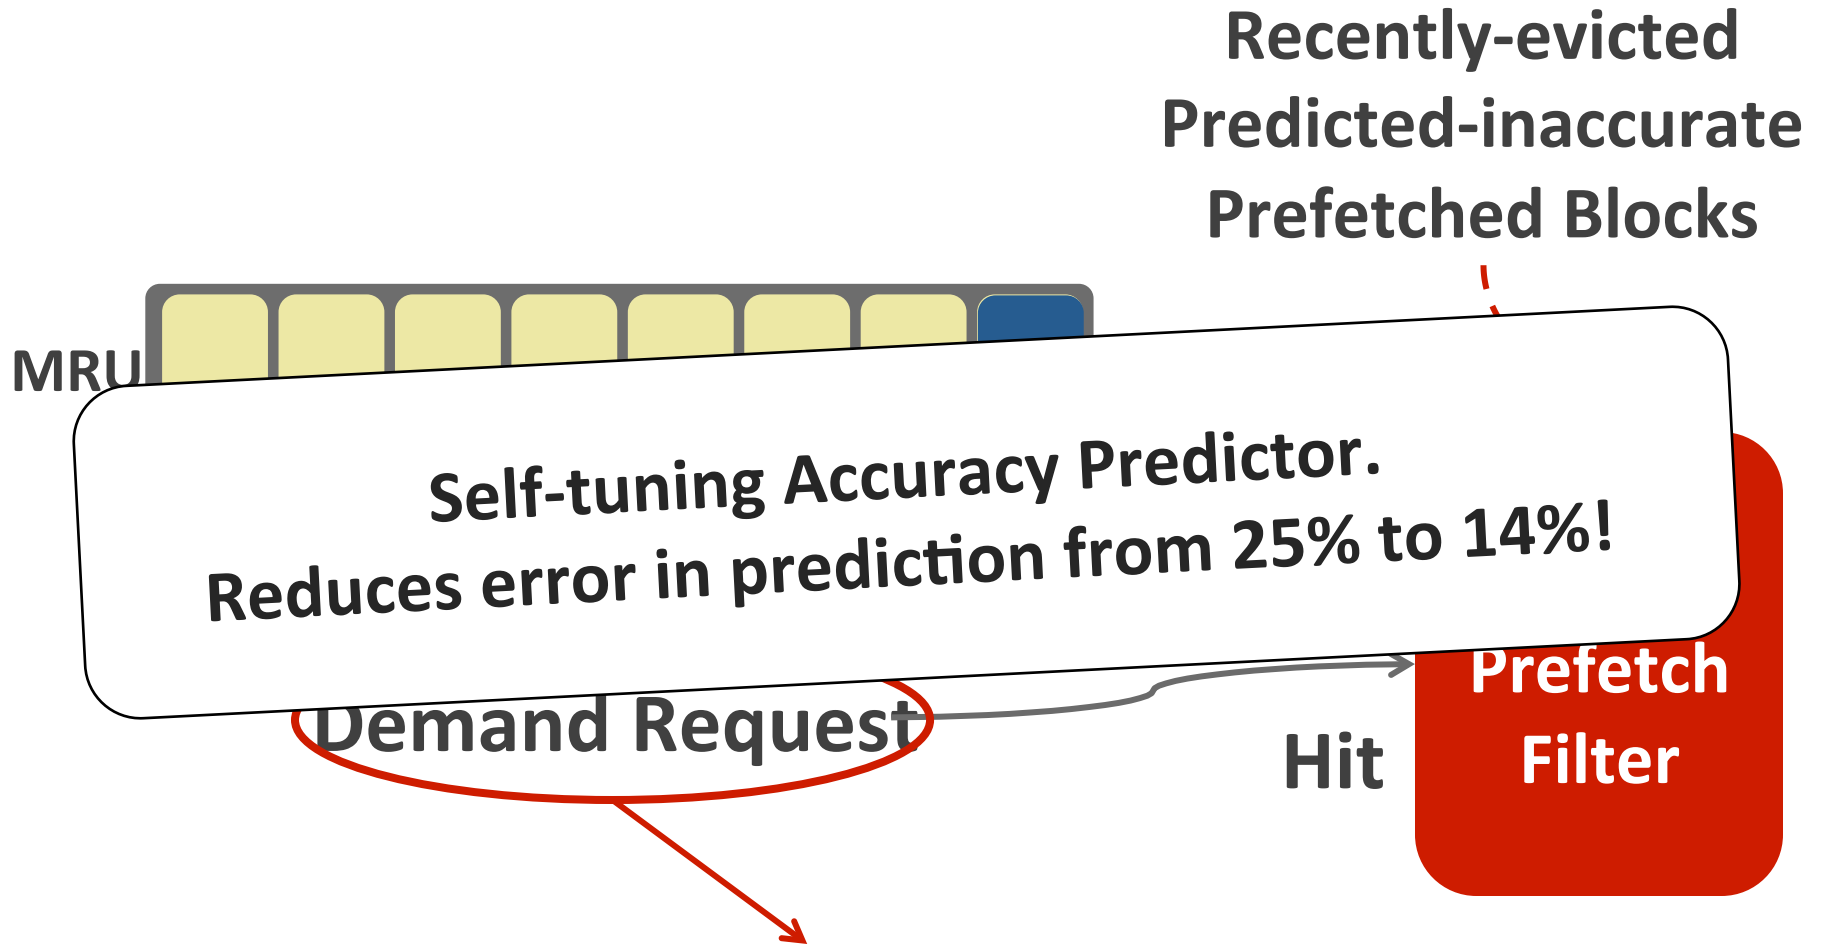 Recently-evicted
Predicted-inaccurate
Prefetched Blocks
MRU
Self-tuning Accuracy Predictor.
Reduces error in prediction from 25% to 14%!
Demand Request
Hit
Prefetch
Filter